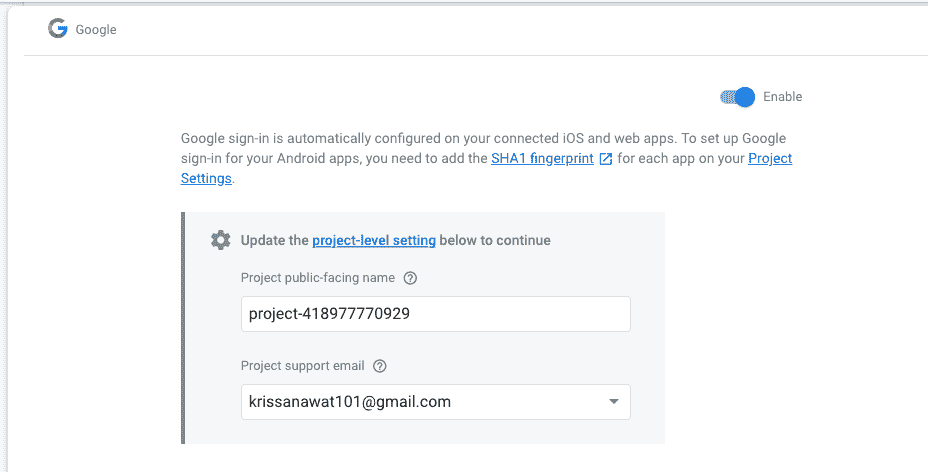 Google
Enable
Google sign-in is automatically configured on your connected iOS and web apps. To set up Google
sign-in for your Android apps, you need to add the SHA1 fingerprint for each app on your Project
Settings.
Update the project-level setting below to continue
Project public-facing name
project-418977770929
Project support email
krissanawat101@gmail.com